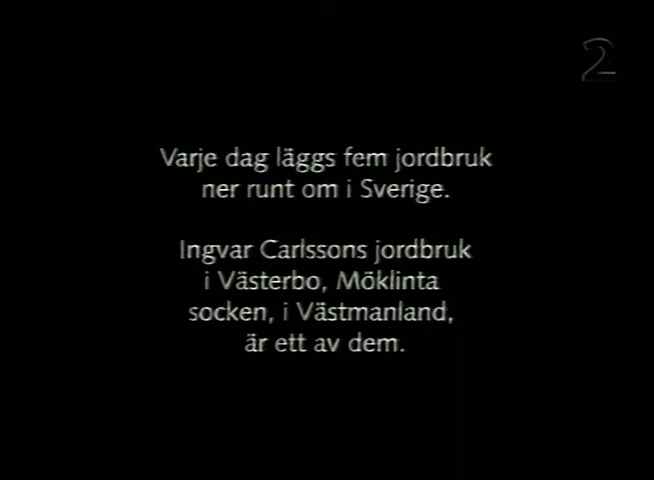 2
Varje dag läggs fem jordbruk
ner runt om i Sverige.
Ingvar Carlssons jordbruk
i Västerbo, Möklinta
socken, i Västmanland,
är ett av dem.